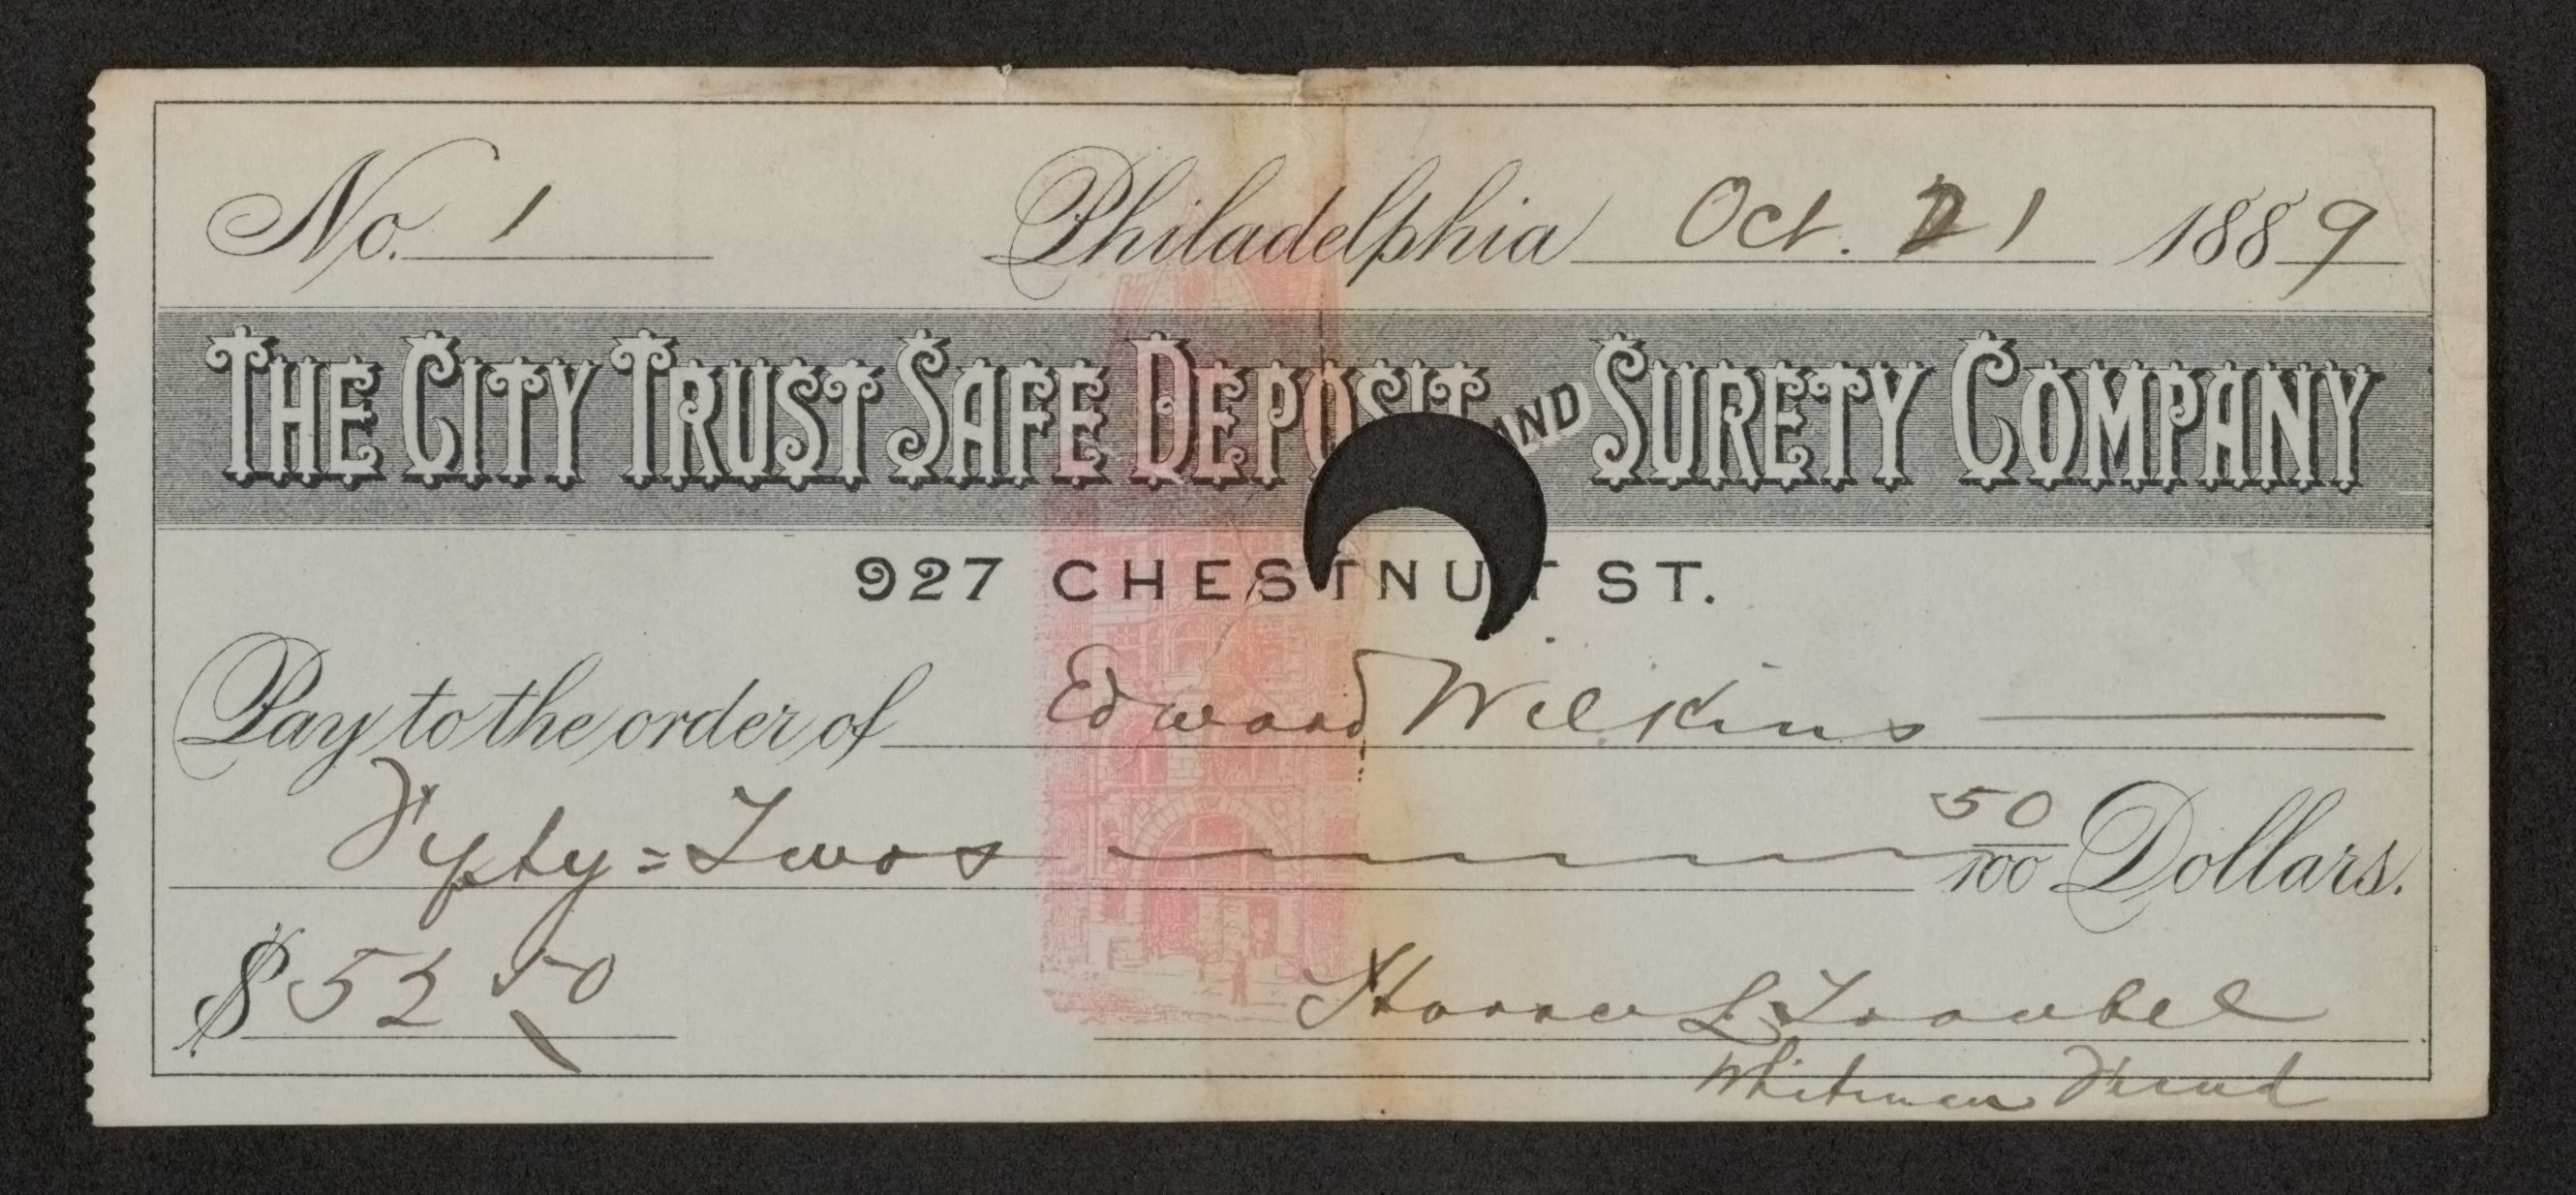 No. 1 Philadelphia Oct. 21 1889
THE CITY TRUST SAFE DEPOSIT AND SURETY COMPANY
927 CHESTNUT ST.
Pay to the order of Edward Wilkins
Fifty=Two 50/100 Dollars.
$ 52 50
Horace L. Traubel
Whitman Fund